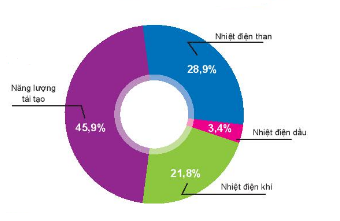 Nhiệt điện than
28,9%
Năng lượng
tái tạo
45,9%
3,4%
Nhiệt điện dầu
21,8%
Nhiệt điện khí